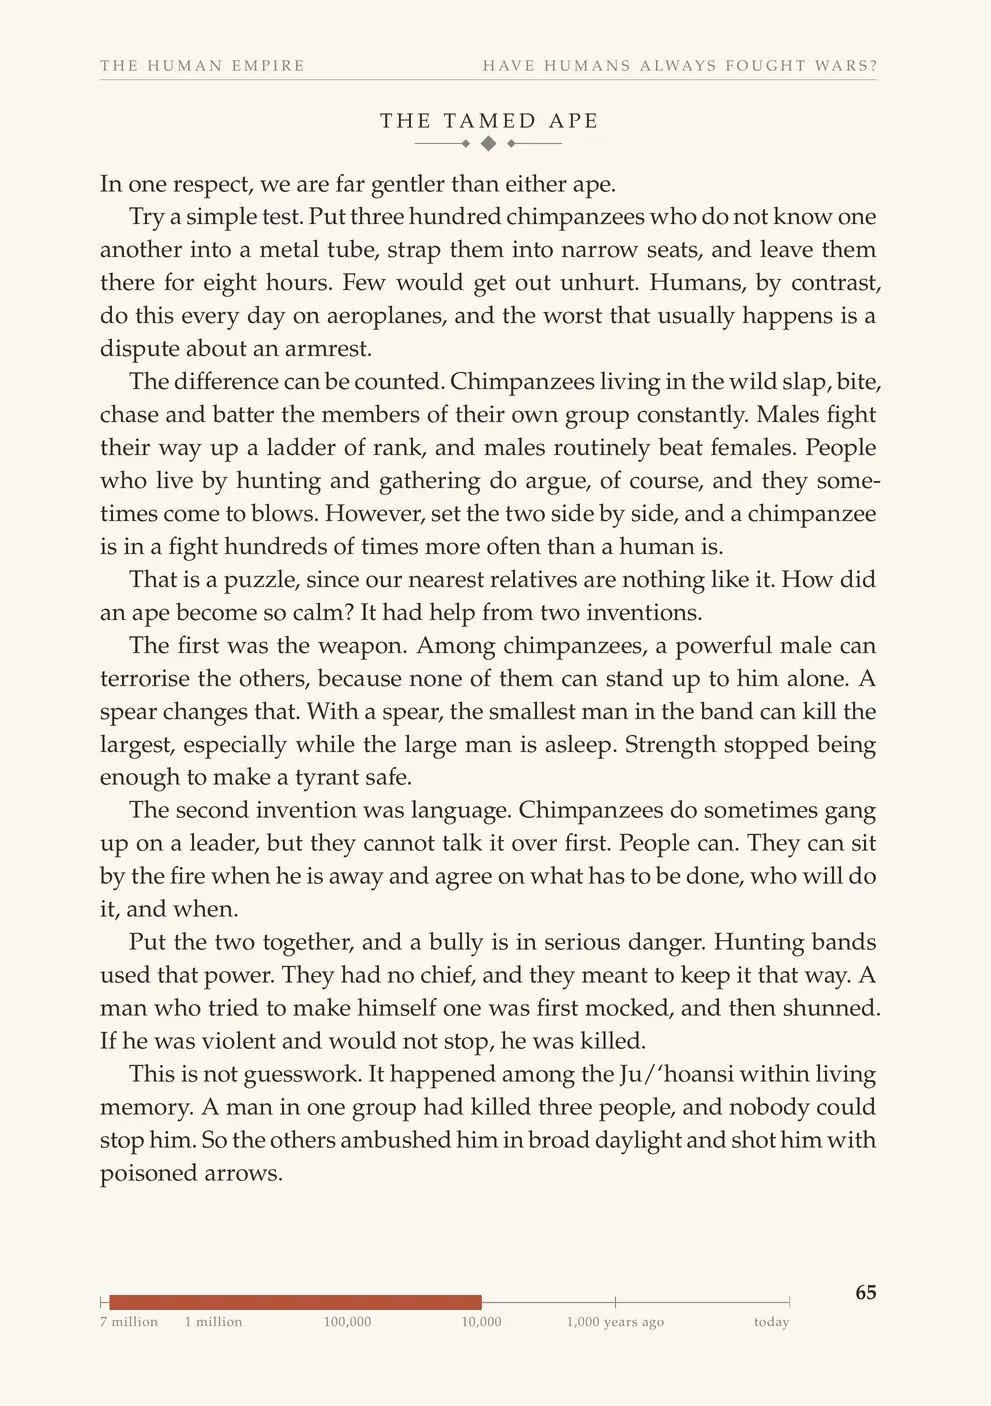 THE HUMAN EMPIRE
HAVE HUMANS ALWAYS FOUGHT WARS?
THE TAMED APE
In one respect, we are far gentler than either ape.
Try a simple test. Put three hundred chimpanzees who do not know one
another into a metal tube, strap them into narrow seats, and leave them
there for eight hours. Few would get out unhurt. Humans, by contrast,
do this every day on aeroplanes, and the worst that usually happens is a
dispute about an armrest.
The difference can be counted. Chimpanzees living in the wild slap, bite,
chase and batter the members of their own group constantly. Males fight
their way up a ladder of rank, and males routinely beat females. People
who live by hunting and gathering do argue, of course, and they some-
times come to blows. However, set the two side by side, and a chimpanzee
is in a fight hundreds of times more often than a human is.
That is a puzzle, since our nearest relatives are nothing like it. How did
an ape become so calm? It had help from two inventions.
The first was the weapon. Among chimpanzees, a powerful male can
terrorise the others, because none of them can stand up to him alone. A
spear changes that. With a spear, the smallest man in the band can kill the
largest, especially while the large man is asleep. Strength stopped being
enough to make a tyrant safe.
The second invention was language. Chimpanzees do sometimes gang
up on a leader, but they cannot talk it over first. People can. They can sit
by the fire when he is away and agree on what has to be done, who will do
it, and when.
Put the two together, and a bully is in serious danger. Hunting bands
used that power. They had no chief, and they meant to keep it that way. A
man who tried to make himself one was first mocked, and then shunned.
If he was violent and would not stop, he was killed.
This is not guesswork. It happened among the Ju/‘hoansi within living
memory. A man in one group had killed three people, and nobody could
stop him. So the others ambushed him in broad daylight and shot him with
poisoned arrows.
65
7 million 1 million 100,000 10,000 1,000 years ago today